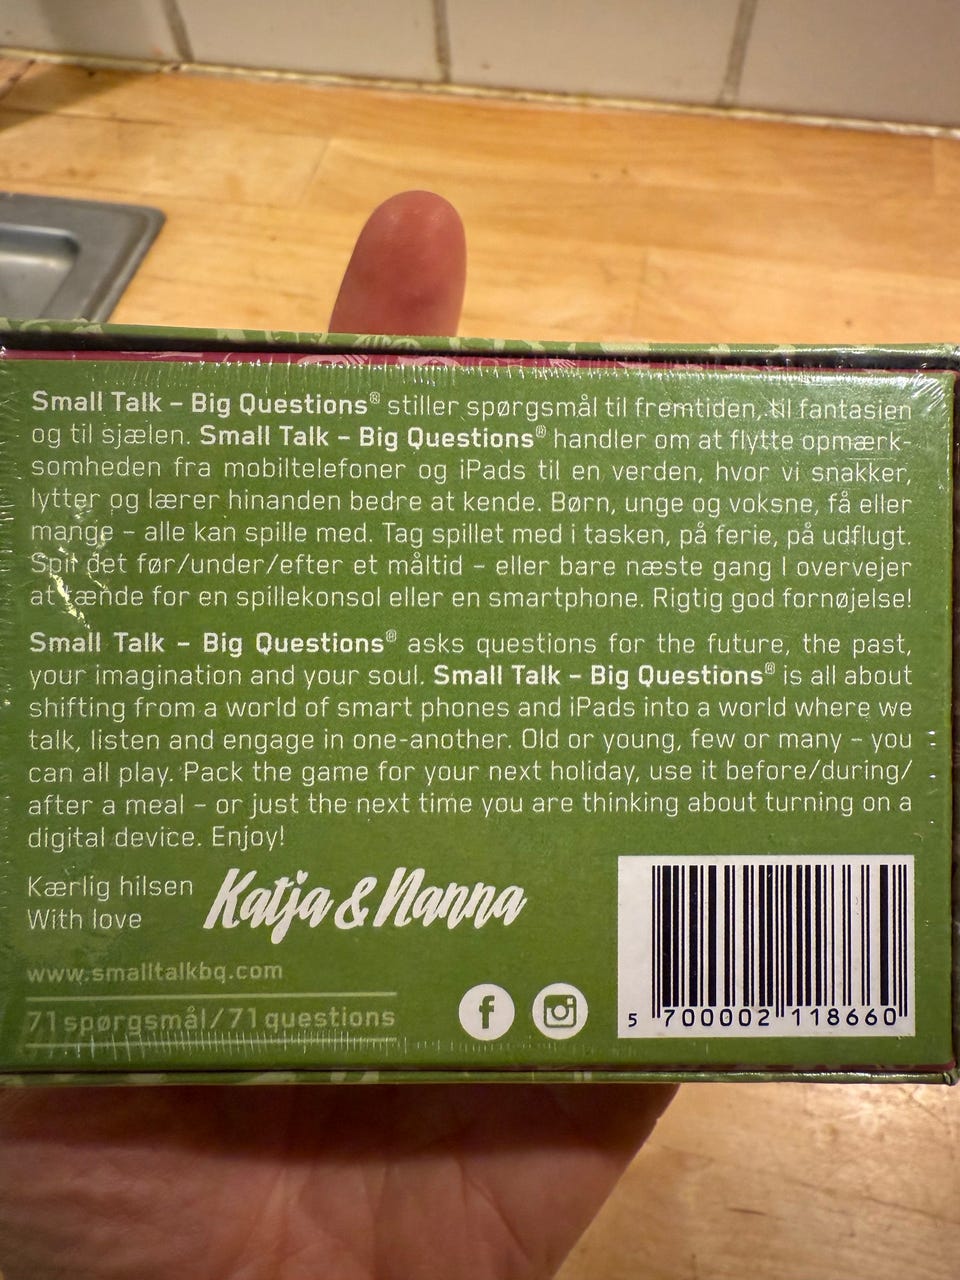 Small Talk – Big Questions® stiller spørgsmål til fremtiden, til fantasien
og til sjælen. Small Talk – Big Questions® handler om at flytte opmærk-
somheden fra mobiltelefoner og iPads til en verden, hvor vi snakker,
lytter og lærer hinanden bedre at kende. Børn, unge og voksne, få eller
mange – alle kan spille med. Tag spillet med i tasken, på ferie, på udflugt.
Spil det før/under/efter et måltid – eller bare næste gang I overvejer
at tænde for en spillekonsol eller en smartphone. Rigtig god fornøjelse!
Small Talk – Big Questions® asks questions for the future, the past,
your imagination and your soul. Small Talk – Big Questions® is all about
shifting from a world of smart phones and iPads into a world where we
talk, listen and engage in one-another. Old or young, few or many – you
can all play. Pack the game for your next holiday, use it before/during/
after a meal – or just the next time you are thinking about turning on a
digital device. Enjoy!
Kærlig hilsen
With love
Katja & Nanna
www.smalltalkbq.com
71 spørgsmål/71 questions
5 700002 118660